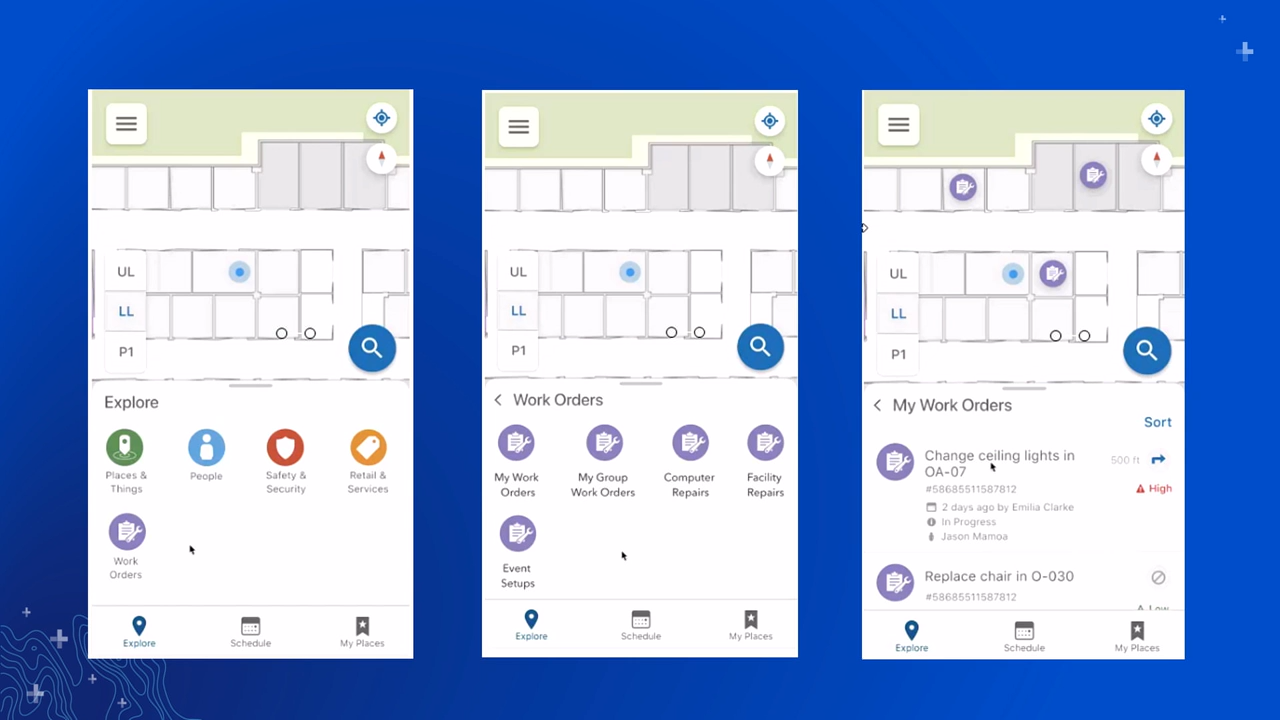 UL
LL
P1
Explore
Places &
Things
People
Safety &
Security
Retail &
Services
Work
Orders
Explore
Schedule
My Places
UL
LL
P1
Work Orders
My Work
Orders
My Group
Work Orders
Computer
Repairs
Facility
Repairs
Event
Setups
Explore
Schedule
My Places
UL
LL
P1
My Work Orders
Sort
Change ceiling lights in
OA-07
500 ft
#58685511587812
High
2 days ago by Emilia Clarke
In Progress
Jason Mamoa
Replace chair in O-030
#58685511587812
Low
Explore
Schedule
My Places